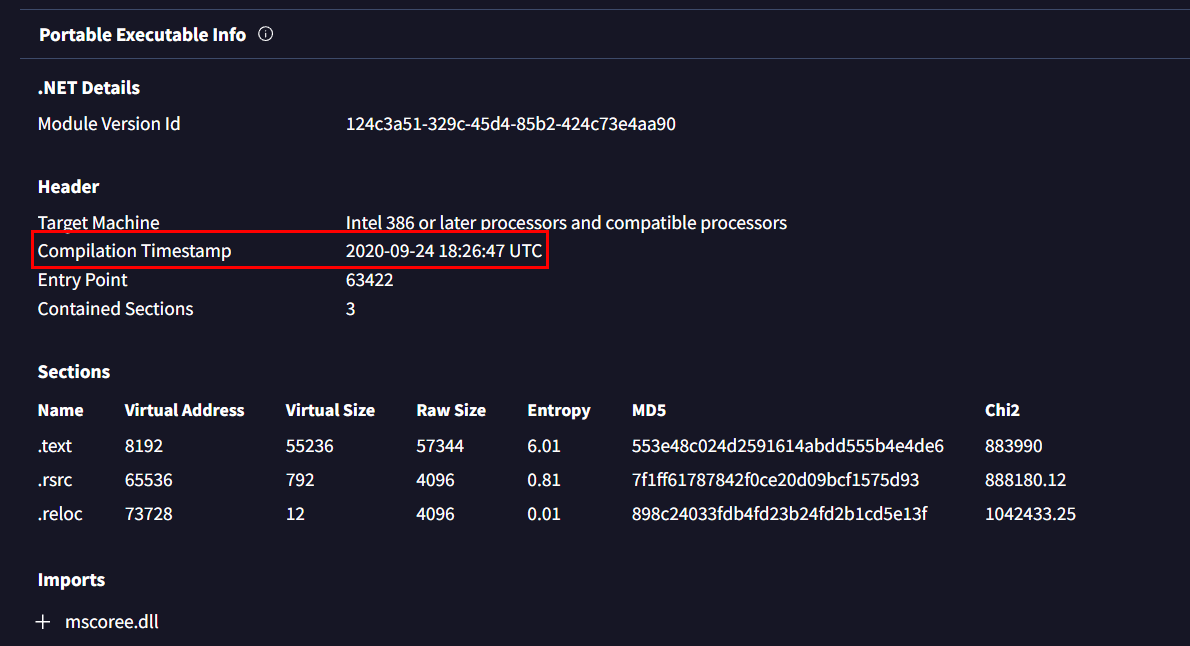 Portable Executable Info
.NET Details
Module Version Id 124c3a51-329c-45d4-85b2-424c73e4aa90
Header
Target Machine Intel 386 or later processors and compatible processors
Compilation Timestamp 2020-09-24 18:26:47 UTC
Entry Point 63422
Contained Sections 3
Sections
Name Virtual Address Virtual Size Raw Size Entropy MD5 Chi2
.text 8192 55236 57344 6.01 553e48c024d2591614abdd555b4e4de6 883990
.rsrc 65536 792 4096 0.81 7f1ff61787842f0ce20d09bcf1575d93 888180.12
.reloc 73728 12 4096 0.01 898c24033fdb4fd23b24fd2b1cd5e13f 1042433.25
Imports
+ mscoree.dll